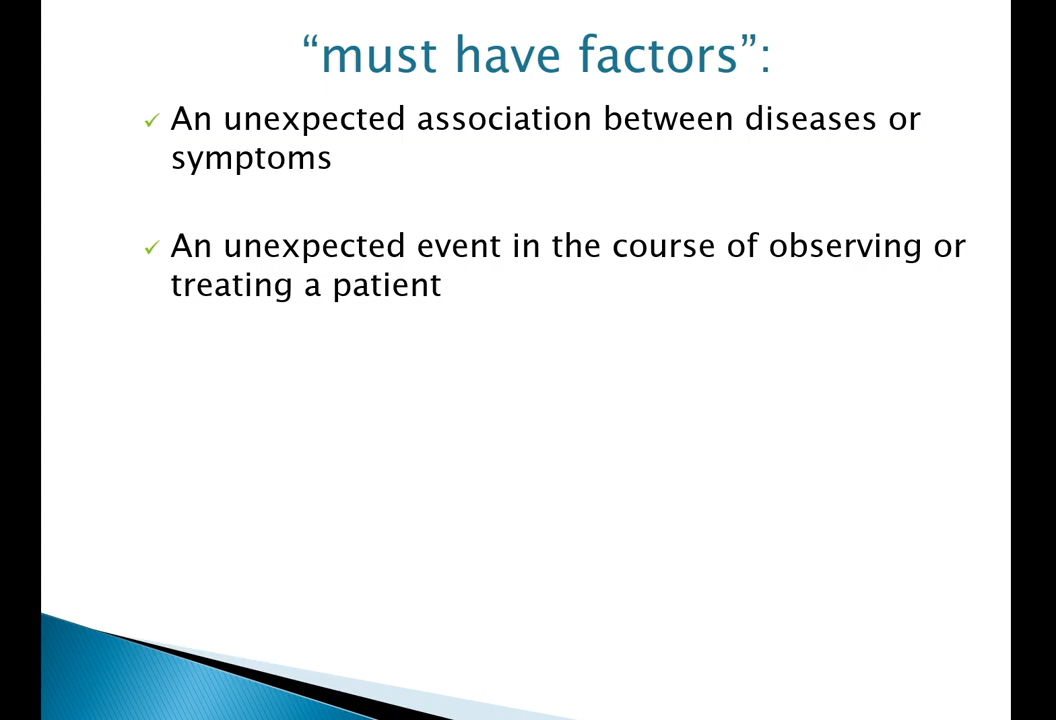 “must have factors”:
✓ An unexpected association between diseases or
symptoms
✓ An unexpected event in the course of observing or
treating a patient